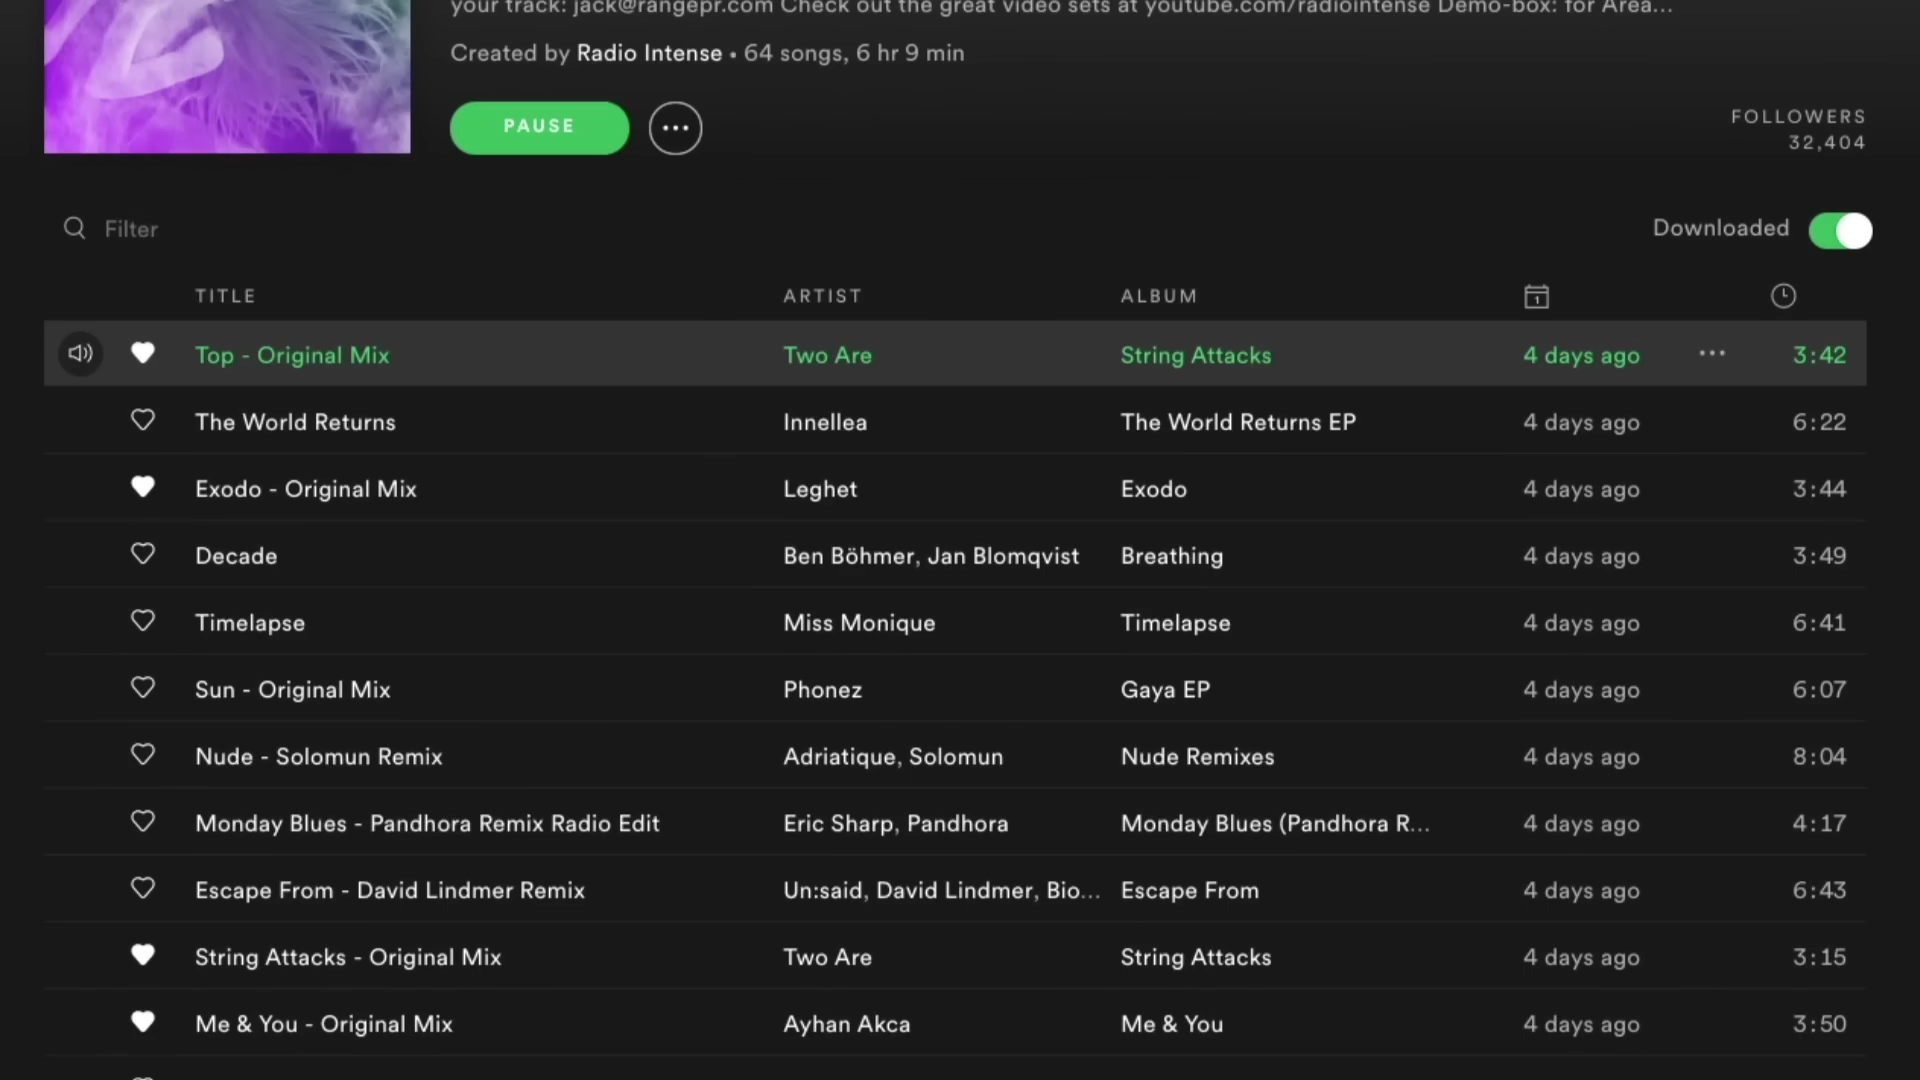 your track: jack@rangepr.com Check out the great video sets at youtube.com/radiointense Demo-box: for Area...
Created by Radio Intense • 64 songs, 6 hr 9 min
PAUSE
FOLLOWERS
32,404
Filter
Downloaded
TITLE ARTIST ALBUM 1
Top - Original Mix Two Are String Attacks 4 days ago 3:42
The World Returns Innellea The World Returns EP 4 days ago 6:22
Exodo - Original Mix Leghet Exodo 4 days ago 3:44
Decade Ben Böhmer, Jan Blomqvist Breathing 4 days ago 3:49
Timelapse Miss Monique Timelapse 4 days ago 6:41
Sun - Original Mix Phonez Gaya EP 4 days ago 6:07
Nude - Solomun Remix Adriatique, Solomun Nude Remixes 4 days ago 8:04
Monday Blues - Pandhora Remix Radio Edit Eric Sharp, Pandhora Monday Blues (Pandhora R... 4 days ago 4:17
Escape From - David Lindmer Remix Un:said, David Lindmer, Bio... Escape From 4 days ago 6:43
String Attacks - Original Mix Two Are String Attacks 4 days ago 3:15
Me & You - Original Mix Ayhan Akca Me & You 4 days ago 3:50